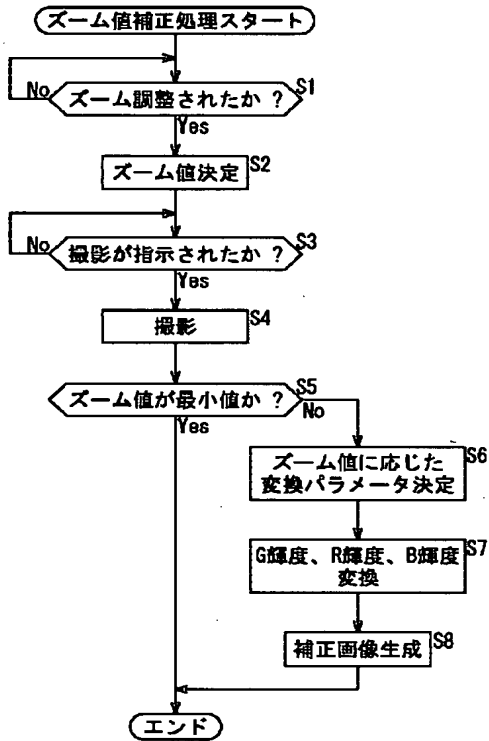 ズーム値補正処理スタート
ズーム調整されたか ?
S1
No
Yes
ズーム値決定
S2
撮影が指示されたか ?
S3
No
Yes
撮影
S4
ズーム値が最小値か ?
S5
No
Yes
ズーム値に応じた
変換パラメータ決定
S6
G輝度、R輝度、B輝度
変換
S7
補正画像生成
S8
エンド